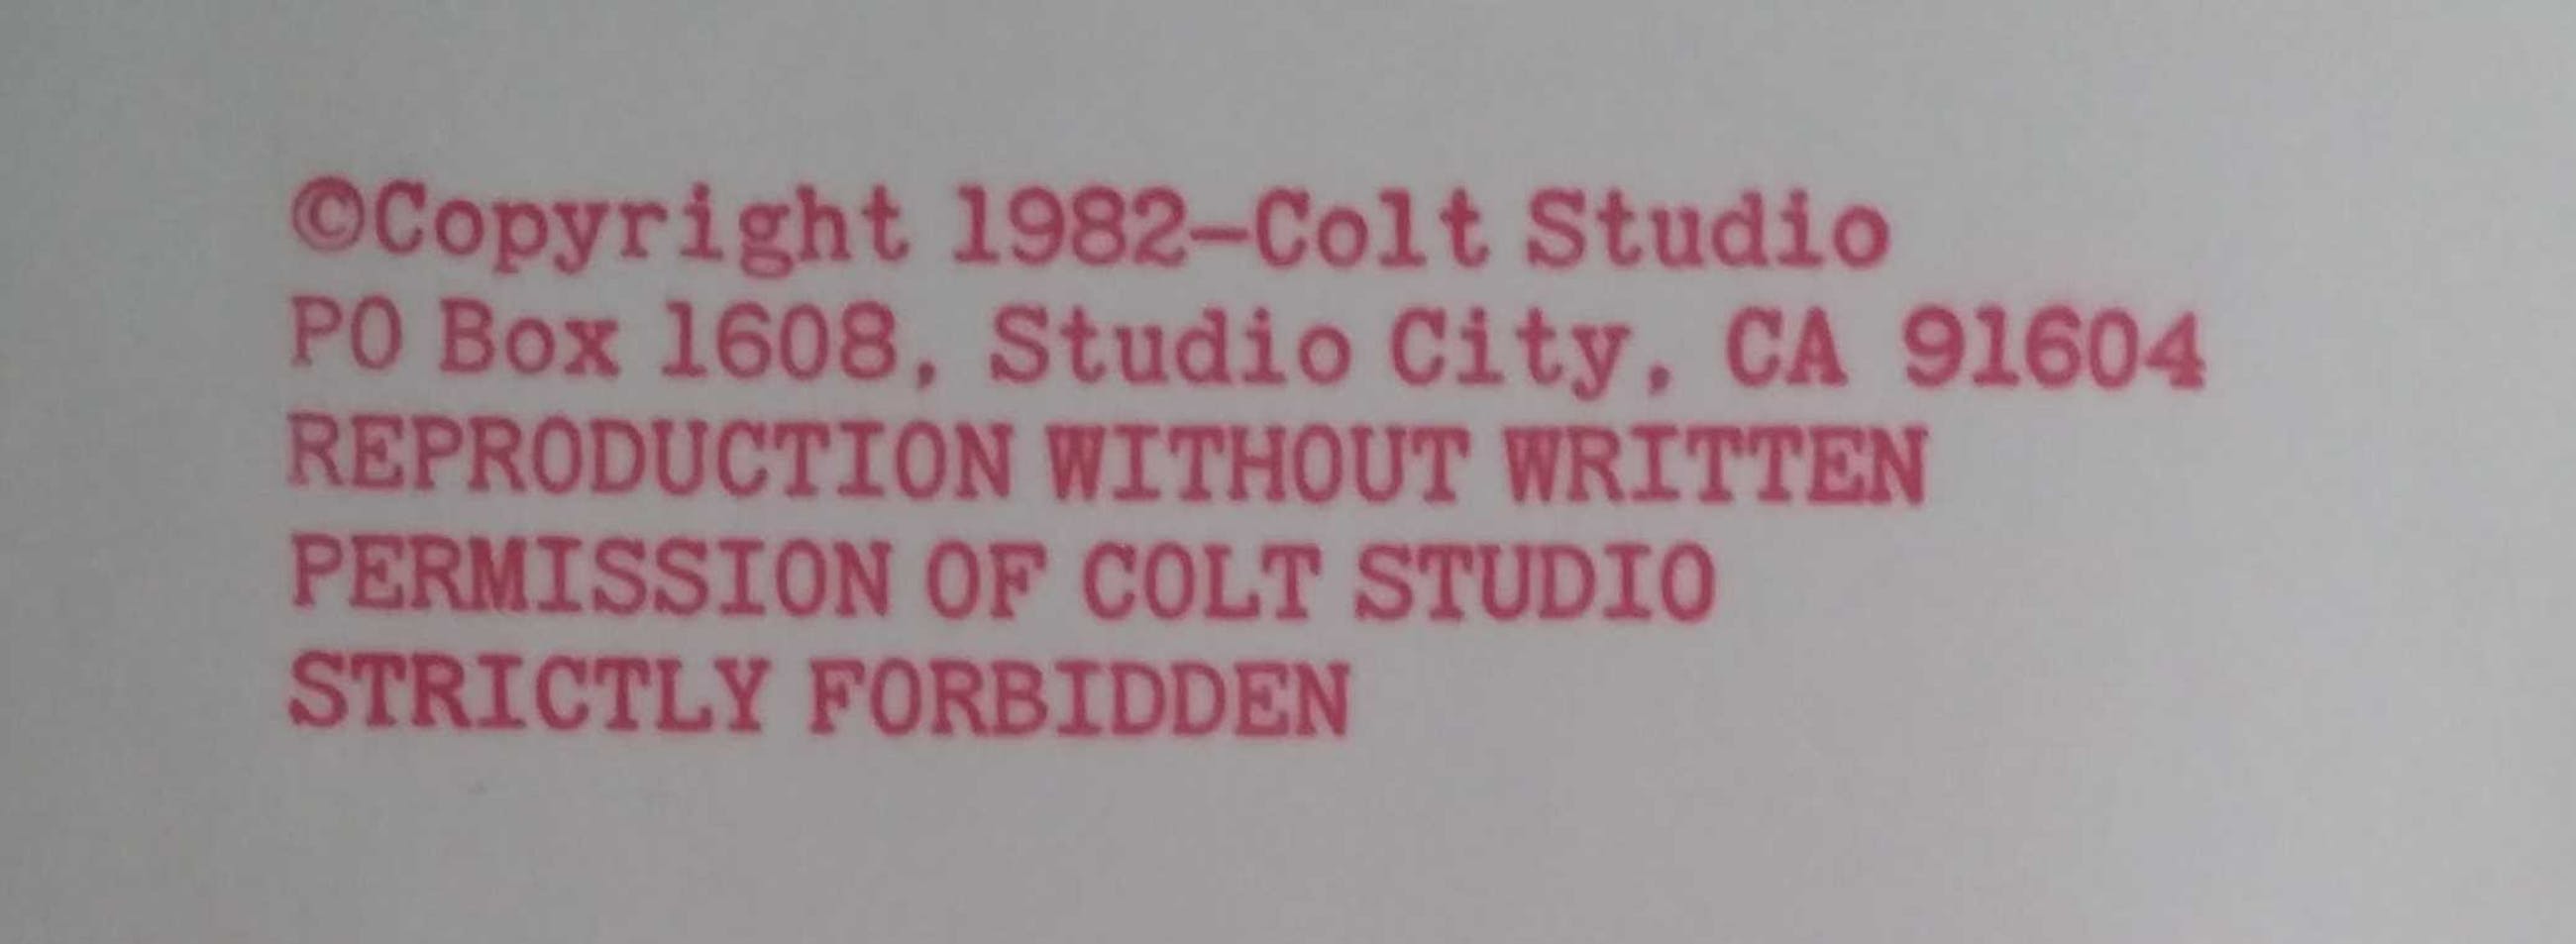 ©Copyright 1982–Colt Studio
PO Box 1608, Studio City, CA 91604
REPRODUCTION WITHOUT WRITTEN
PERMISSION OF COLT STUDIO
STRICTLY FORBIDDEN